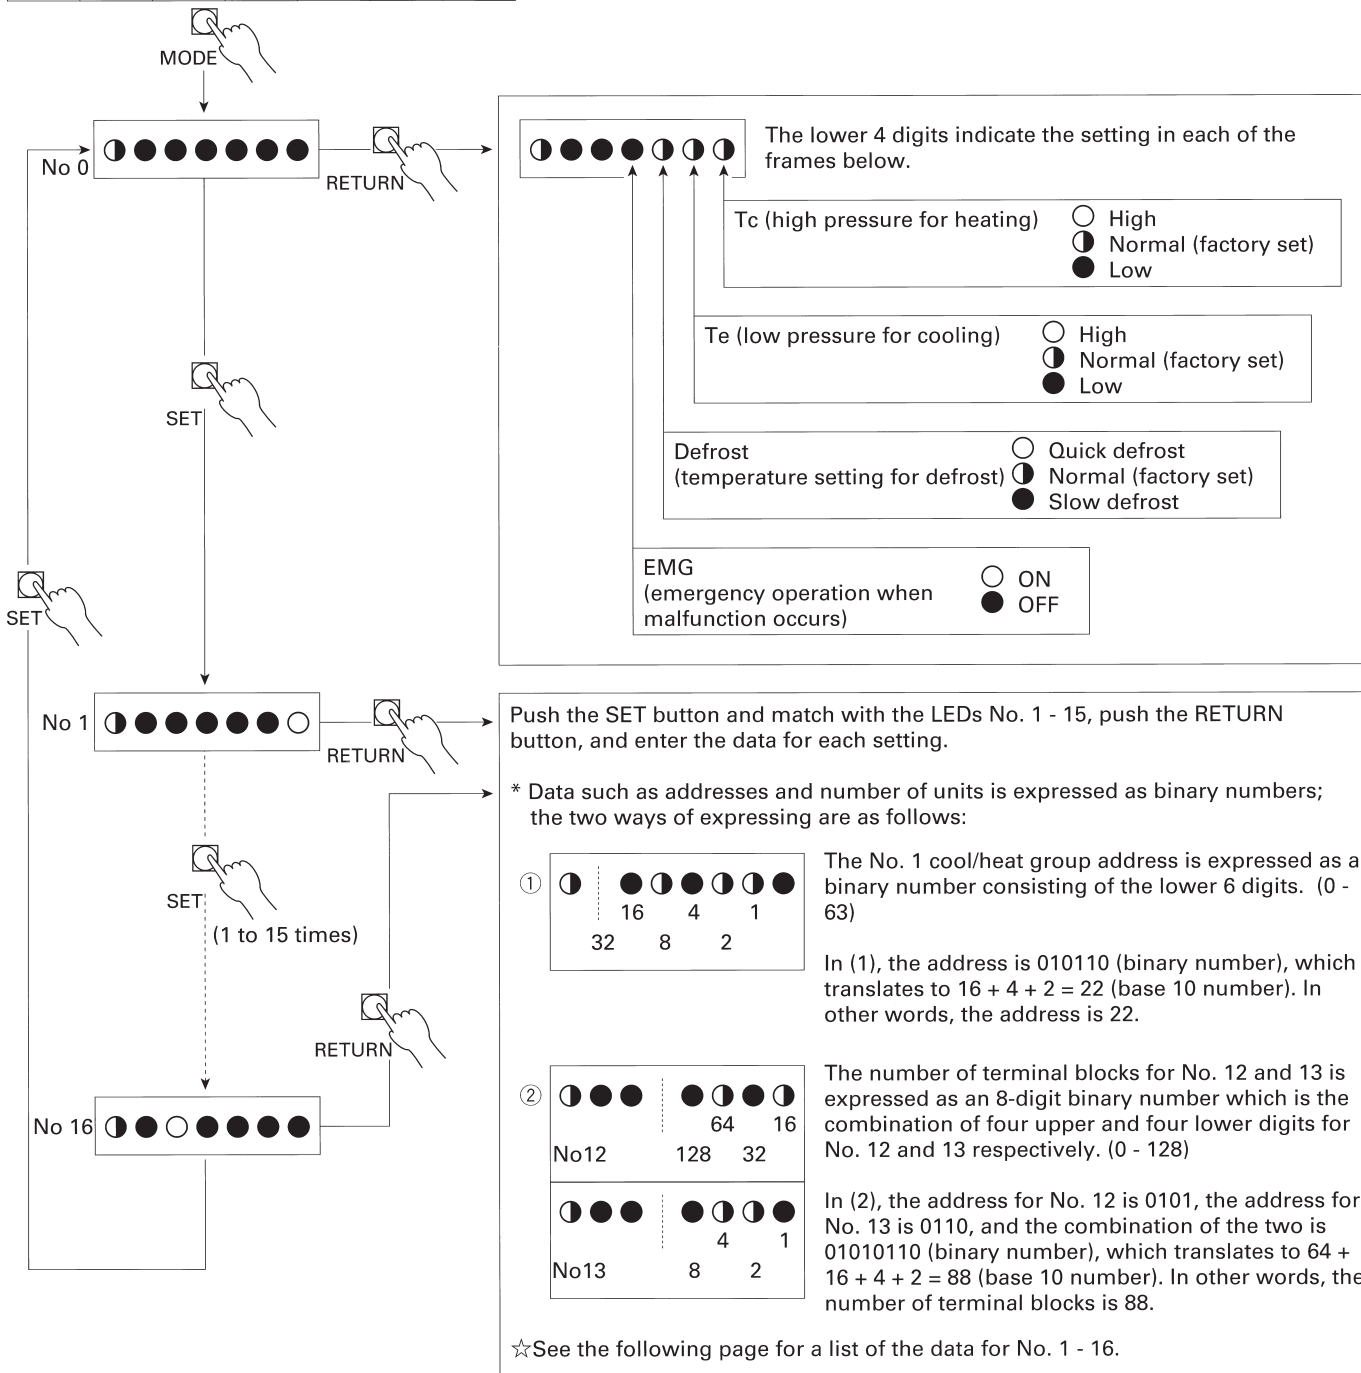 MODE
No 0
RETURN
The lower 4 digits indicate the setting in each of the
frames below.
Tc (high pressure for heating)
High
Normal (factory set)
Low
Te (low pressure for cooling)
High
Normal (factory set)
Low
SET
Defrost
(temperature setting for defrost)
Quick defrost
Normal (factory set)
Slow defrost
EMG
(emergency operation when
malfunction occurs)
ON
OFF
SET
No 1
RETURN
Push the SET button and match with the LEDs No. 1 - 15, push the RETURN
button, and enter the data for each setting.
* Data such as addresses and number of units is expressed as binary numbers;
the two ways of expressing are as follows:
SET
(1 to 15 times)
RETURN
No 16
①
16 4 1
32 8 2
The No. 1 cool/heat group address is expressed as a
binary number consisting of the lower 6 digits. (0 -
63)
In (1), the address is 010110 (binary number), which
translates to 16 + 4 + 2 = 22 (base 10 number). In
other words, the address is 22.
②
64 16
No12 128 32
4 1
No13 8 2
The number of terminal blocks for No. 12 and 13 is
expressed as an 8-digit binary number which is the
combination of four upper and four lower digits for
No. 12 and 13 respectively. (0 - 128)
In (2), the address for No. 12 is 0101, the address for
No. 13 is 0110, and the combination of the two is
01010110 (binary number), which translates to 64 +
16 + 4 + 2 = 88 (base 10 number). In other words, the
number of terminal blocks is 88.
☆See the following page for a list of the data for No. 1 - 16.